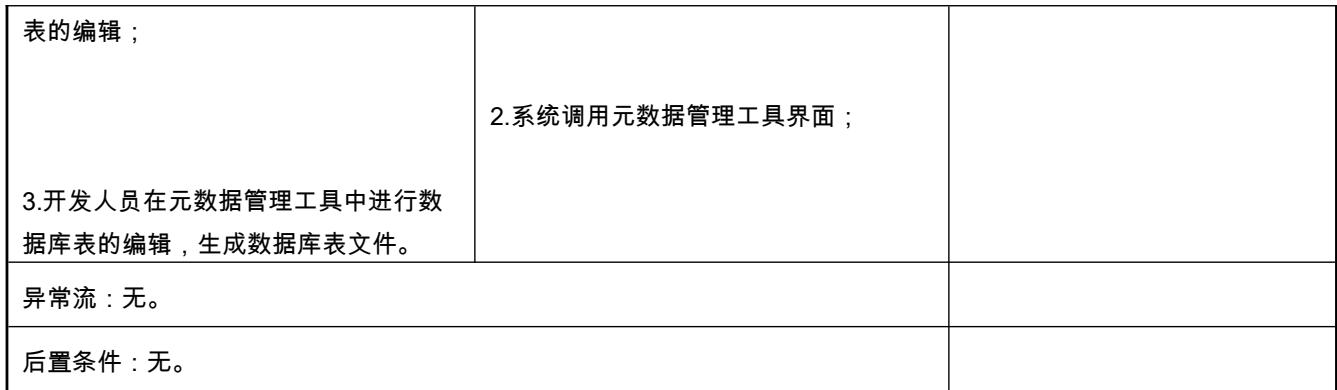 表的编辑；
2.系统调用元数据管理工具界面；
3.开发人员在元数据管理工具中进行数
据库表的编辑，生成数据库表文件。
异常流：无。
后置条件：无。